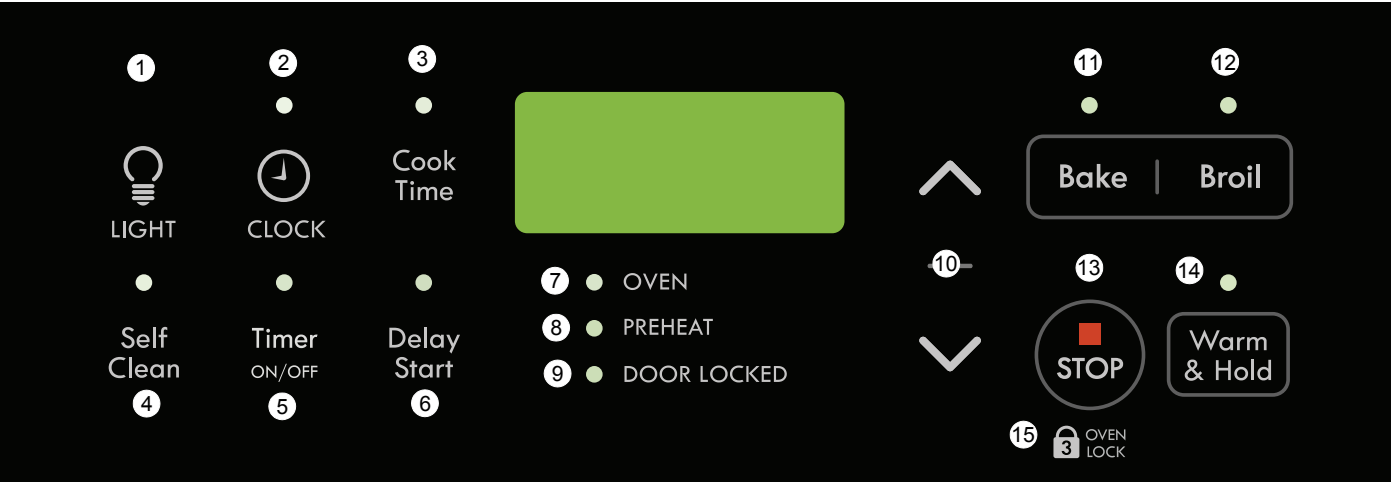 1
2
3
LIGHT
CLOCK
Cook
Time
Self
Clean
4
Timer
ON/OFF
5
Delay
Start
6
7 OVEN
8 PREHEAT
9 DOOR LOCKED
10
11
12
Bake | Broil
13
STOP
14
Warm
& Hold
15
3
OVEN
LOCK